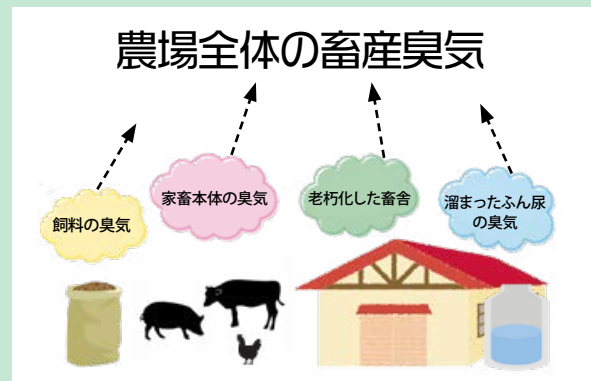 農場全体の畜産臭気
飼料の臭気
家畜本体の臭気
老朽化した畜舎
溜まったふん尿
の臭気